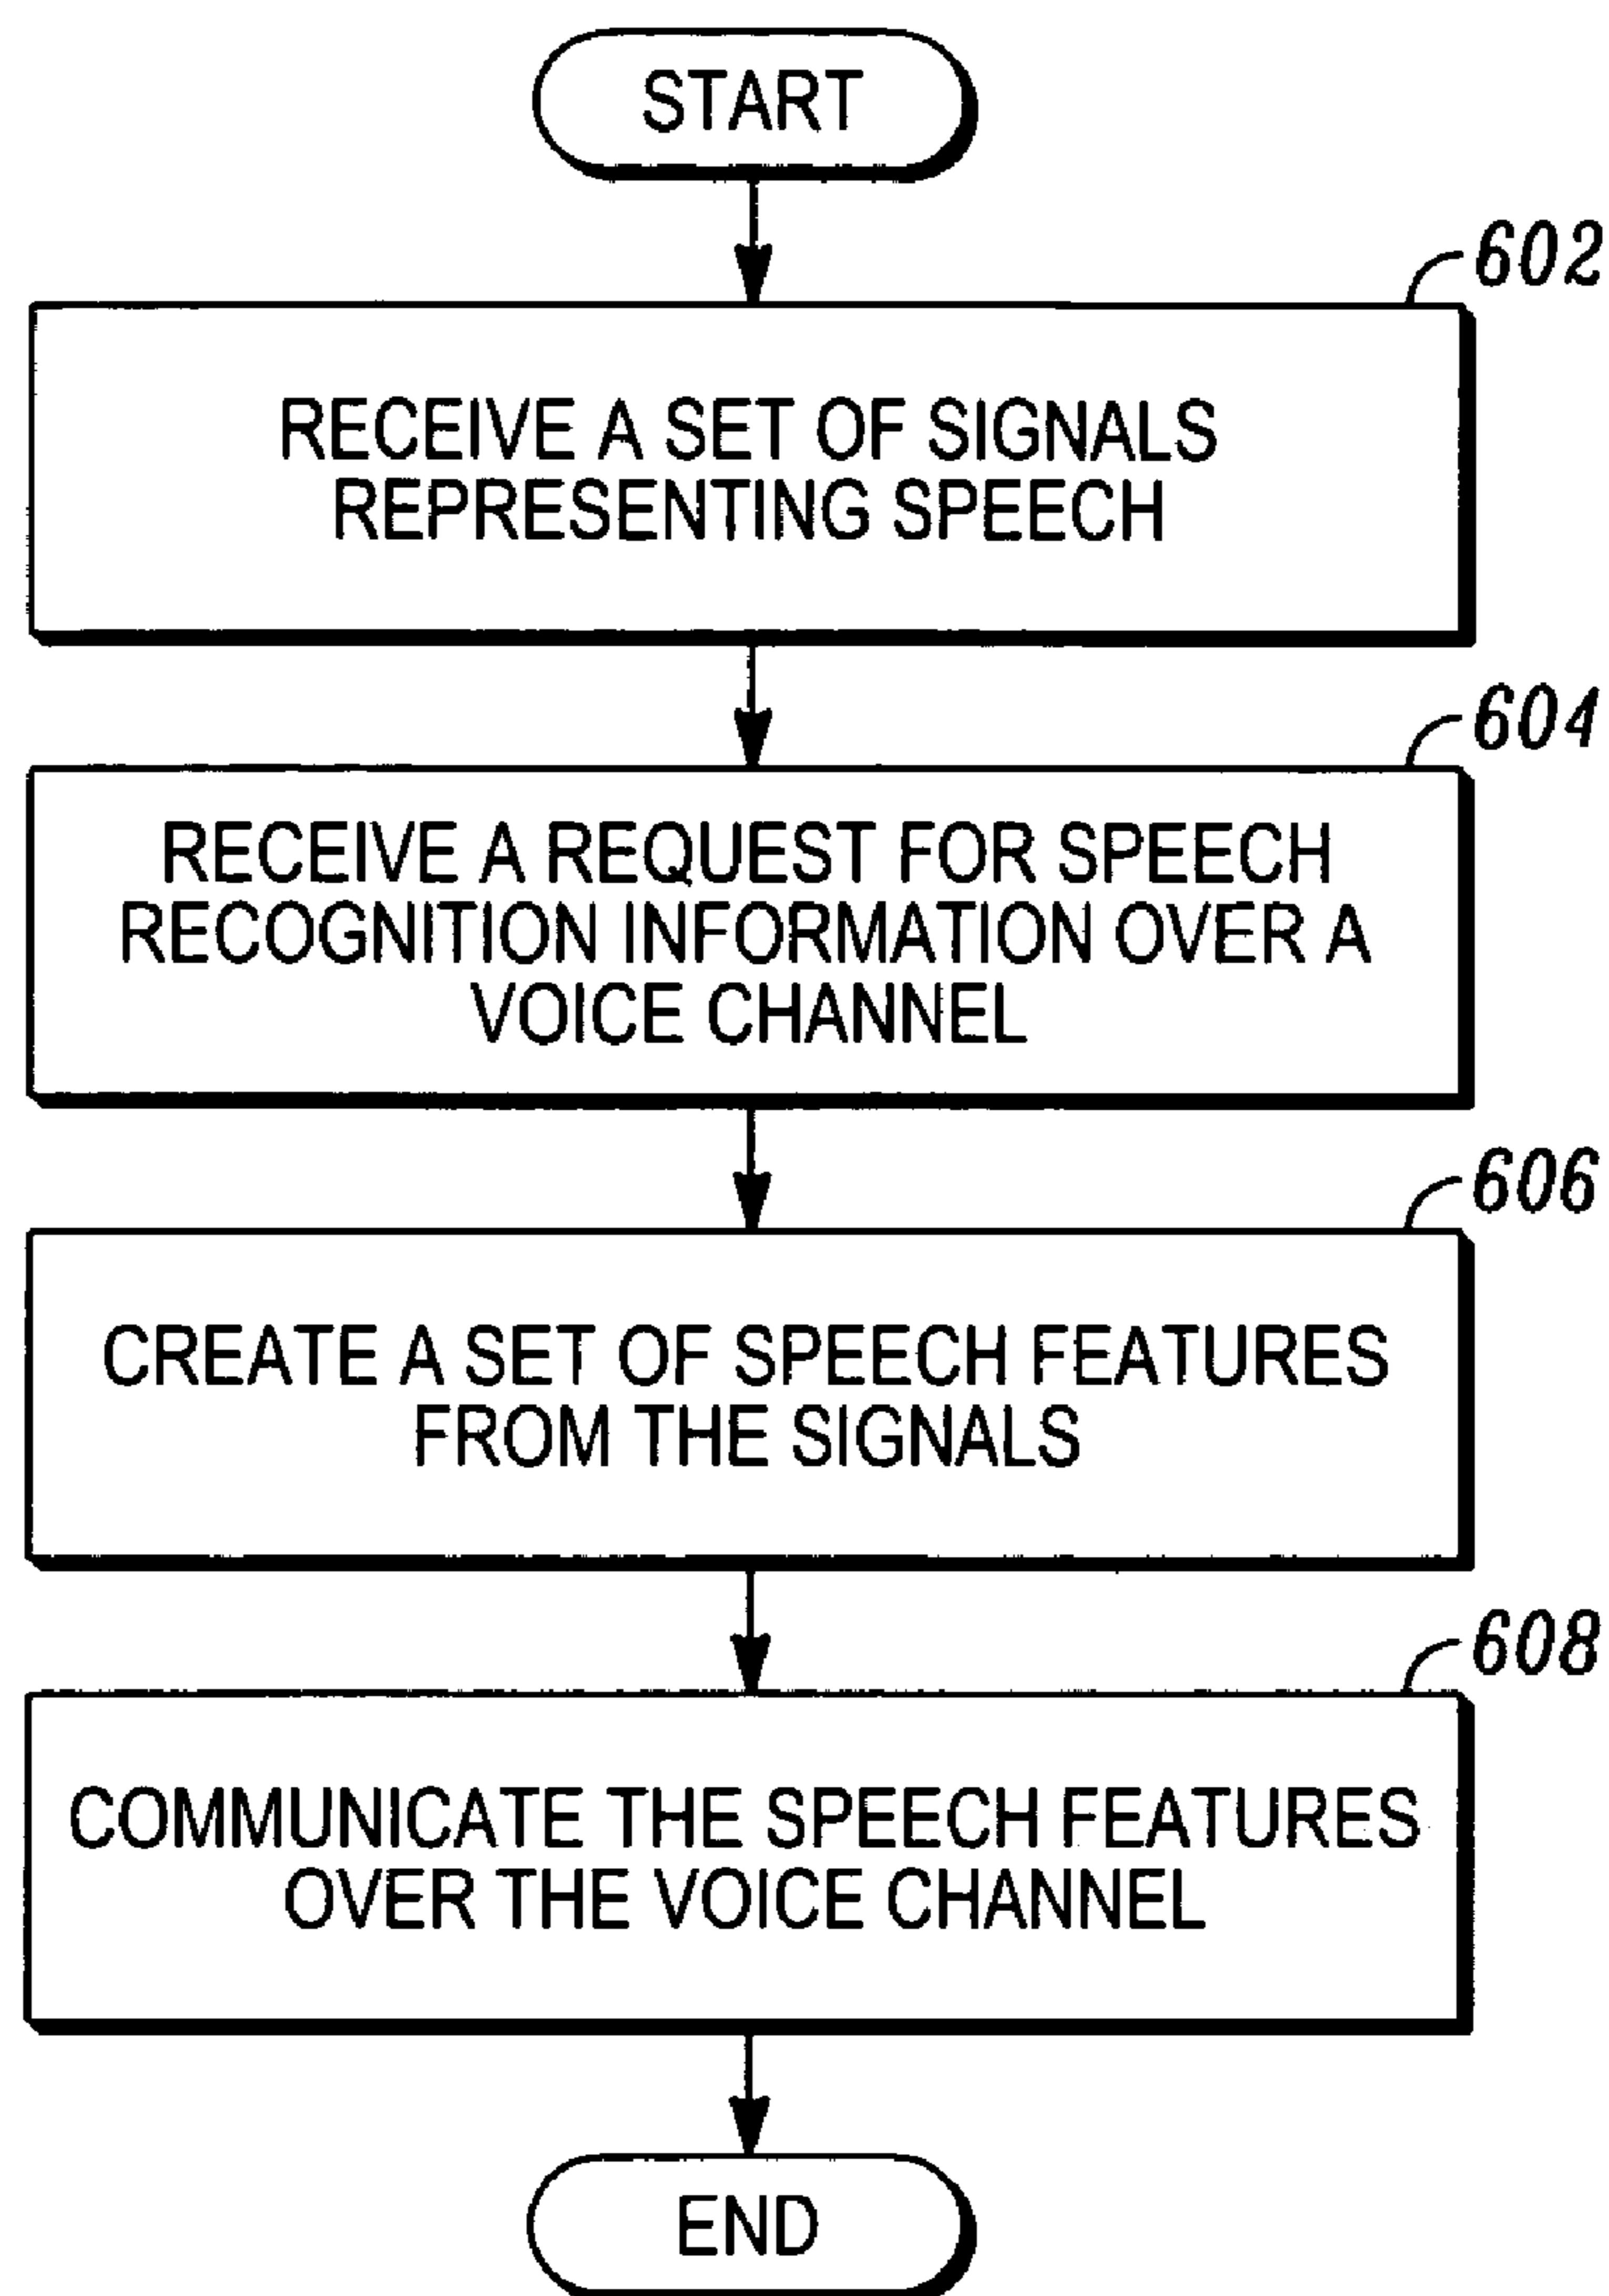 START
602
RECEIVE A SET OF SIGNALS
REPRESENTING SPEECH
604
RECEIVE A REQUEST FOR SPEECH
RECOGNITION INFORMATION OVER A
VOICE CHANNEL
606
CREATE A SET OF SPEECH FEATURES
FROM THE SIGNALS
608
COMMUNICATE THE SPEECH FEATURES
OVER THE VOICE CHANNEL
END